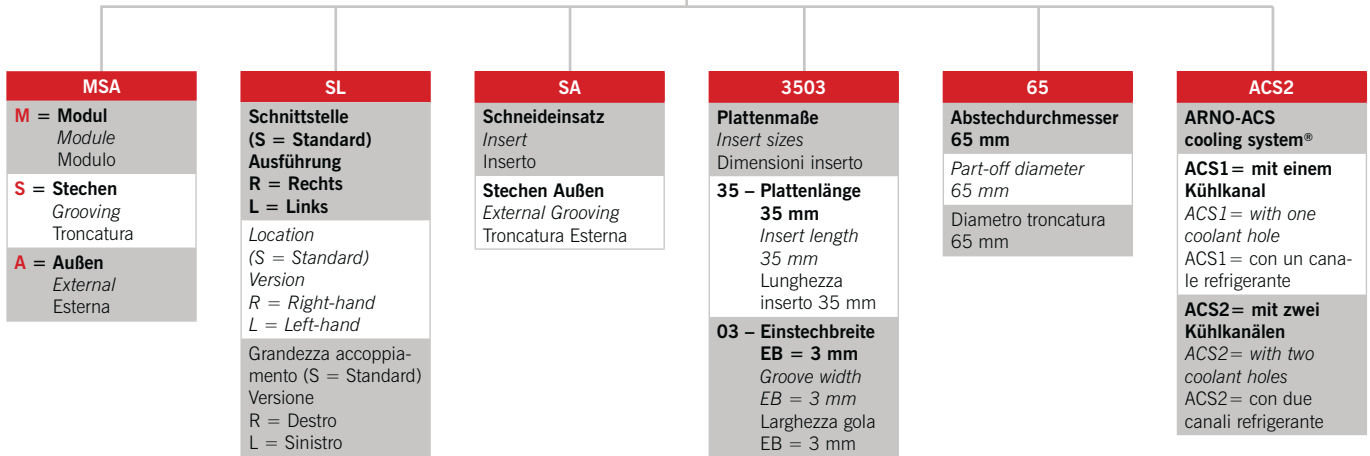 MSA
M = Modul
Module
Modulo
S = Stechen
Grooving
Troncatura
A = Außen
External
Esterna
SL
Schnittstelle
(S = Standard)
Ausführung
R = Rechts
L = Links
Location
(S = Standard)
Version
R = Right-hand
L = Left-hand
Grandezza accoppia-
mento (S = Standard)
Versione
R = Destro
L = Sinistro
SA
Schneideinsatz
Insert
Inserto
Stechen Außen
External Grooving
Troncatura Esterna
3503
Plattenmaße
Insert sizes
Dimensioni inserto
35 – Plattenlänge
35 mm
Insert length
35 mm
Lunghezza
inserto 35 mm
03 – Einstechbreite
EB = 3 mm
Groove width
EB = 3 mm
Larghezza gola
EB = 3 mm
65
Abstechdurchmesser
65 mm
Part-off diameter
65 mm
Diametro troncatura
65 mm
ACS2
ARNO-ACS
cooling system®
ACS1= mit einem
Kühlkanal
ACS1= with one
coolant hole
ACS1= con un cana-
le refrigerante
ACS2= mit zwei
Kühlkanälen
ACS2= with two
coolant holes
ACS2= con due
canali refrigerante